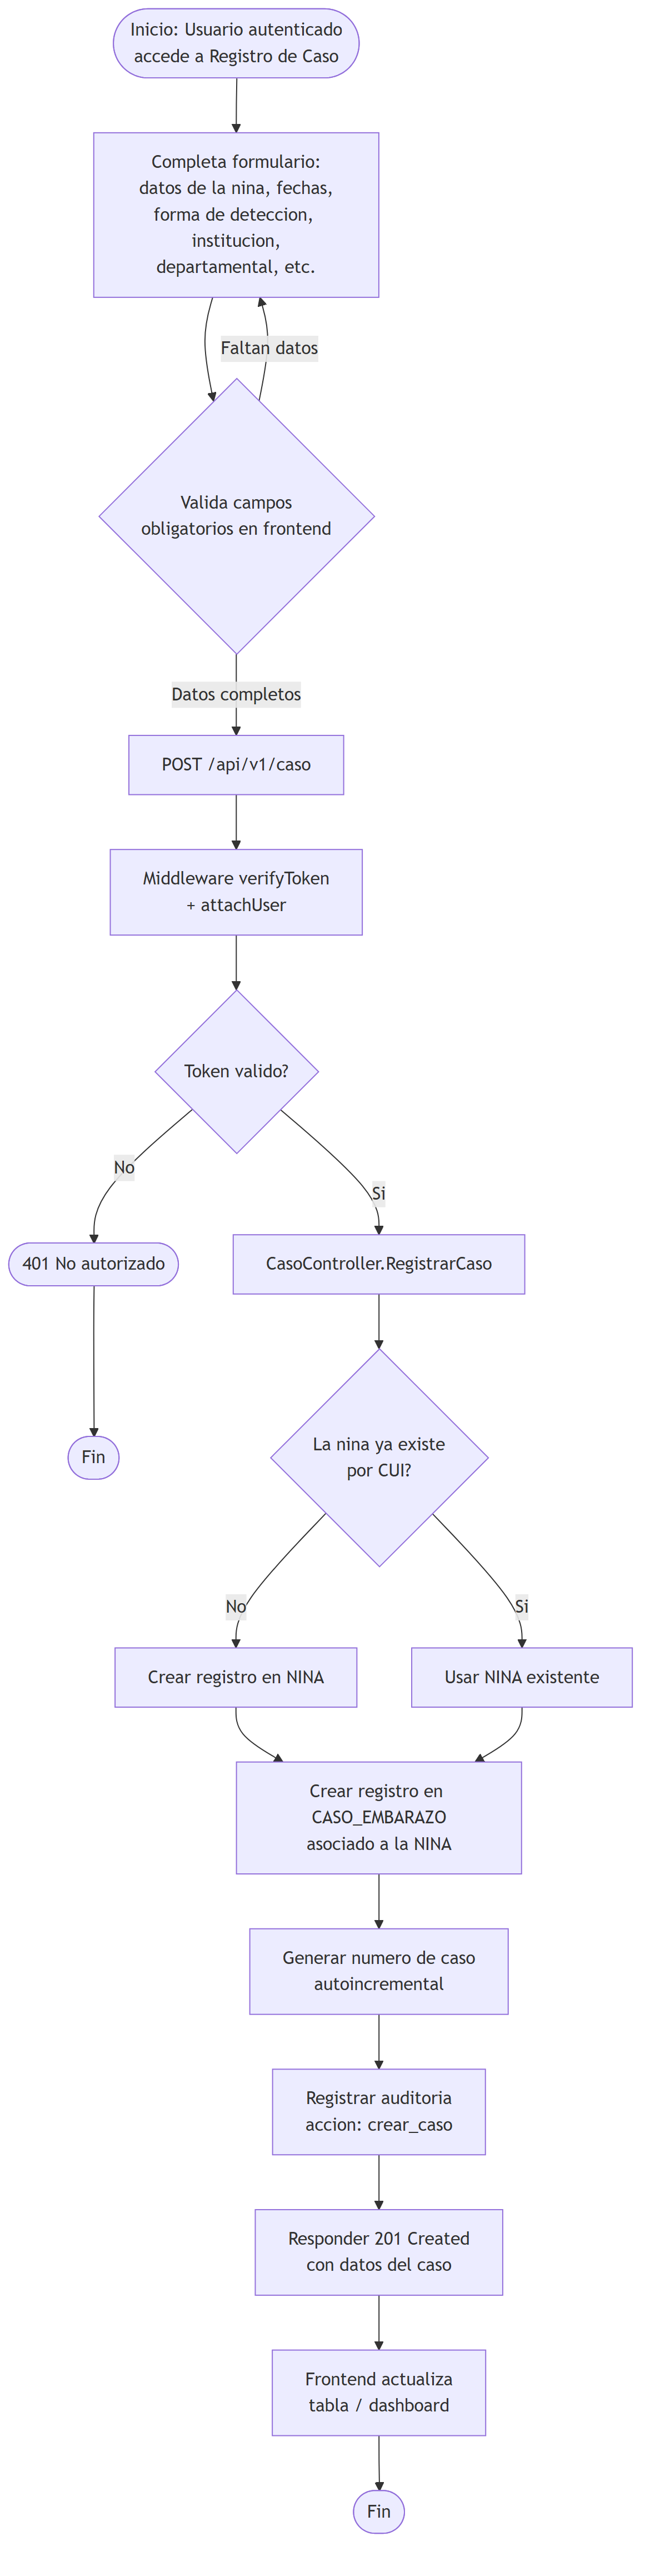 Inicio: Usuario autenticado
accede a Registro de Caso
Completa formulario:
datos de la nina, fechas,
forma de deteccion,
institucion,
departamental, etc.
Faltan datos
Valida campos
obligatorios en frontend
Datos completos
POST /api/v1/caso
Middleware verifyToken
+ attachUser
Token valido?
No
Si
401 No autorizado
CasoController.RegistrarCaso
Fin
La nina ya existe
por CUI?
No
Si
Crear registro en NINA
Usar NINA existente
Crear registro en
CASO_EMBARAZO
asociado a la NINA
Generar numero de caso
autoincremental
Registrar auditoria
accion: crear_caso
Responder 201 Created
con datos del caso
Frontend actualiza
tabla / dashboard
Fin